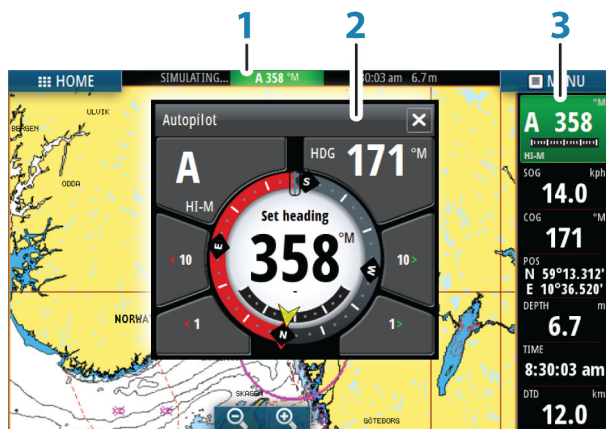 1 2 3
HOME
SIMULATING...
A 358 °M
:30:03 am 6.7 m
MENU
ULVIK
BERGEN
ODDA
NORWA
SKAGEN
GÖTEBORG
Autopilot
A
HI-M
HDG 171 °M
< 10
10 >
< 1
1 >
S
E
W
N
Set heading
358 °M
-
°M
A 358
HI-M
SOG kph
14.0
COG °M
171
POS
N 59°13.312'
E 10°36.520'
DEPTH m
6.7
TIME
8:30:03 am
DTD km
12.0